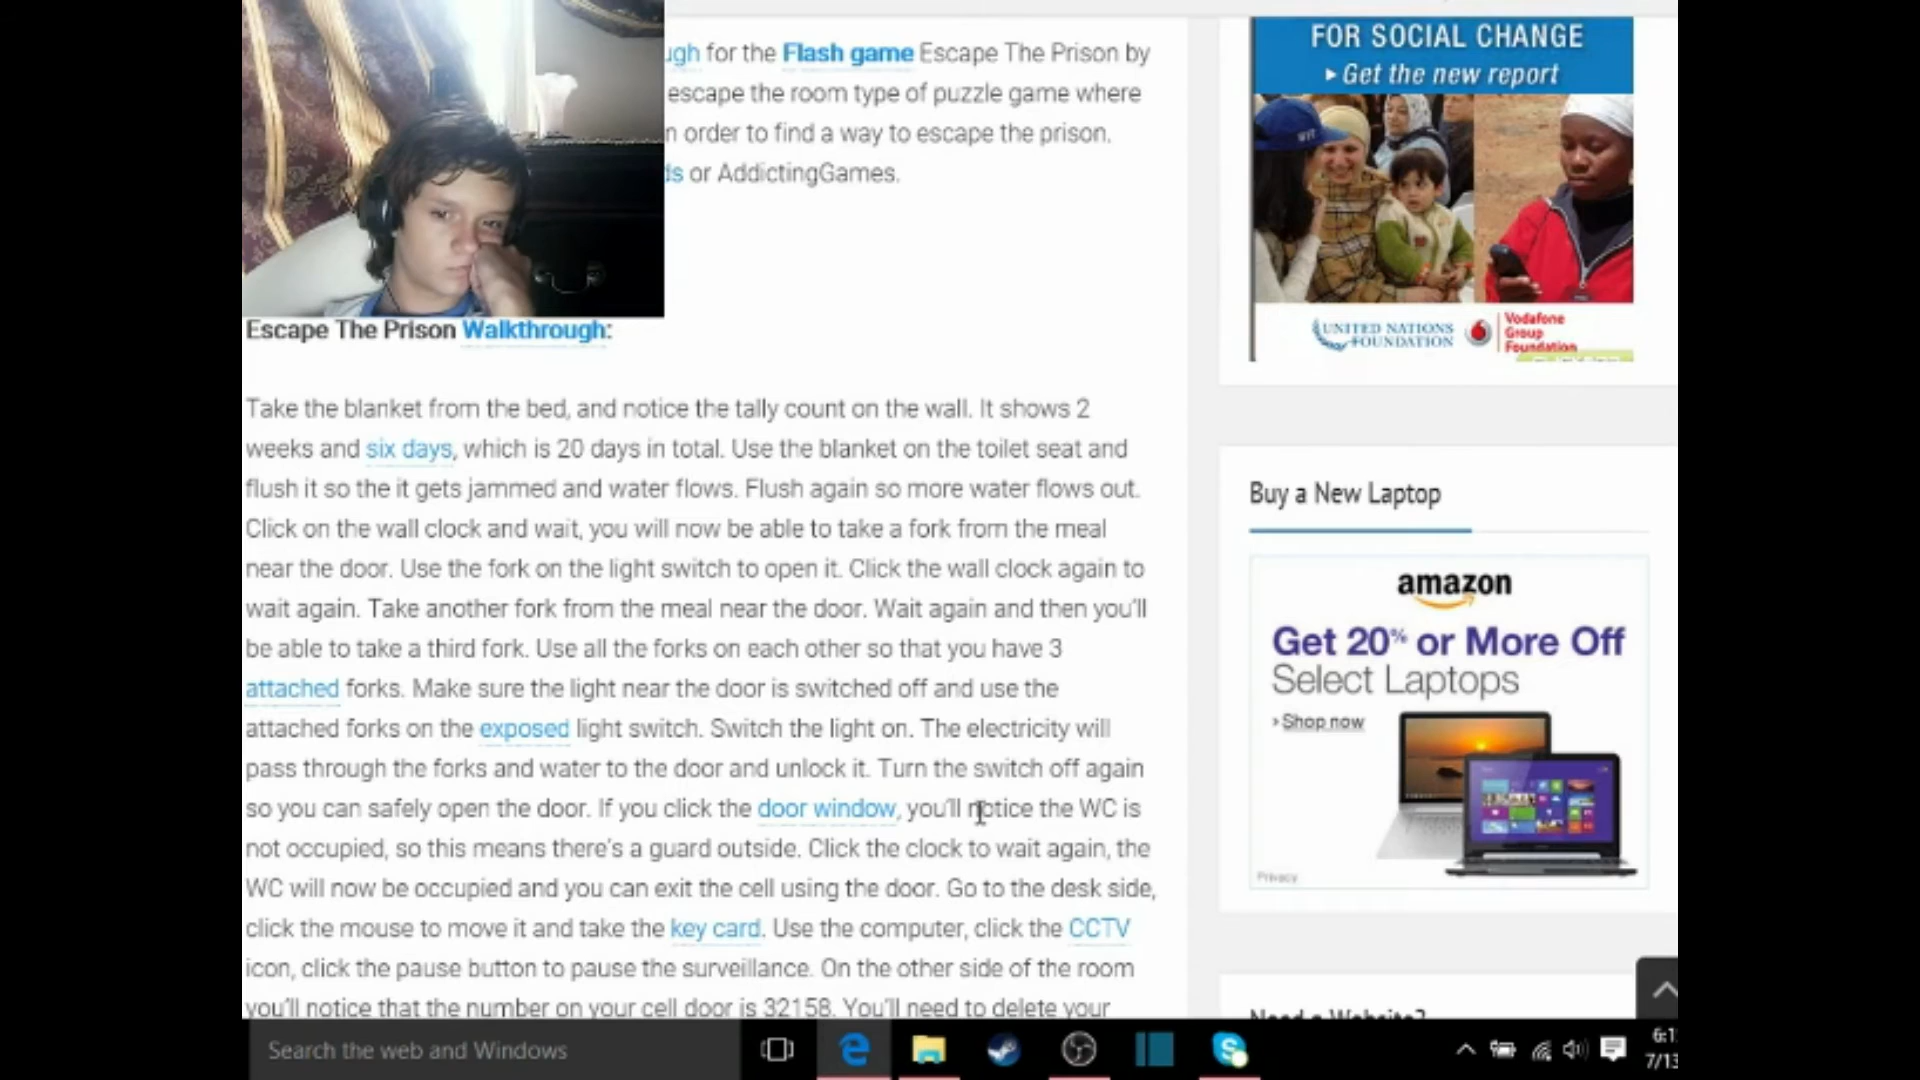 FOR SOCIAL CHANGE
Get the new report
UNITED NATIONS
FOUNDATION
Vodafone
Group
Foundation
ugh for the Flash game Escape The Prison by
escape the room type of puzzle game where
n order to find a way to escape the prison.
ds or AddictingGames.
Escape The Prison Walkthrough:
Take the blanket from the bed, and notice the tally count on the wall. It shows 2
weeks and six days, which is 20 days in total. Use the blanket on the toilet seat and
flush it so the it gets jammed and water flows. Flush again so more water flows out.
Click on the wall clock and wait, you will now be able to take a fork from the meal
near the door. Use the fork on the light switch to open it. Click the wall clock again to
wait again. Take another fork from the meal near the door. Wait again and then you'll
be able to take a third fork. Use all the forks on each other so that you have 3
attached forks. Make sure the light near the door is switched off and use the
attached forks on the exposed light switch. Switch the light on. The electricity will
pass through the forks and water to the door and unlock it. Turn the switch off again
so you can safely open the door. If you click the door window, you'll notice the WC is
not occupied, so this means there's a guard outside. Click the clock to wait again, the
WC will now be occupied and you can exit the cell using the door. Go to the desk side,
click the mouse to move it and take the key card. Use the computer, click the CCTV
icon, click the pause button to pause the surveillance. On the other side of the room
you'll notice that the number on your cell door is 32158. You'll need to delete your
Buy a New Laptop
amazon
Get 20% or More Off
Select Laptops
Shop now
Privacy
Need a Website?
Search the web and Windows
6:1
7/13